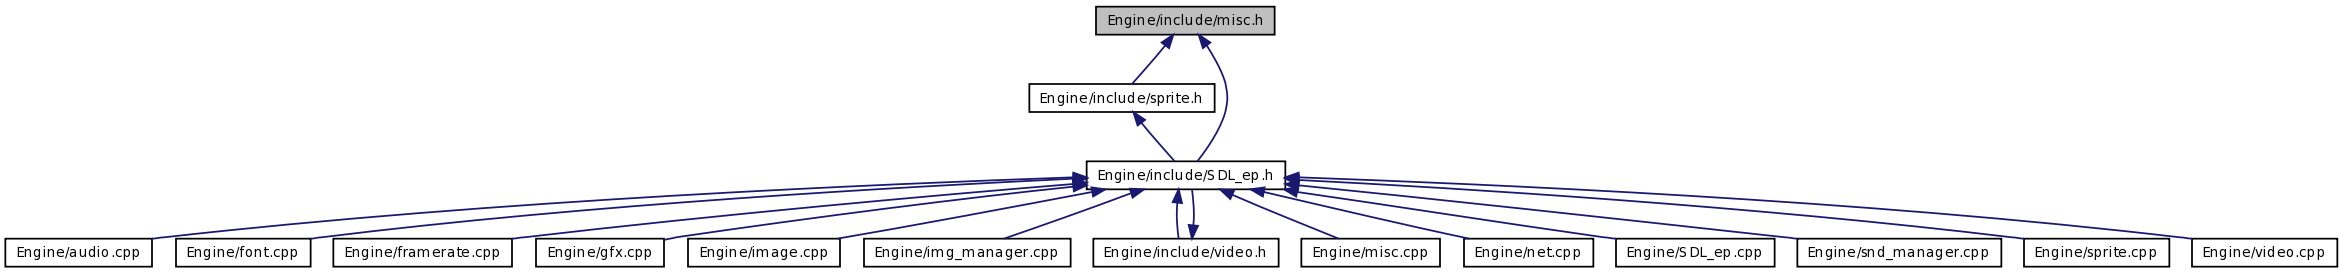 Engine/include/misc.h
Engine/include/sprite.h
Engine/include/SDL_ep.h
Engine/audio.cpp
Engine/font.cpp
Engine/framerate.cpp
Engine/gfx.cpp
Engine/image.cpp
Engine/img_manager.cpp
Engine/include/video.h
Engine/misc.cpp
Engine/net.cpp
Engine/SDL_ep.cpp
Engine/snd_manager.cpp
Engine/sprite.cpp
Engine/video.cpp